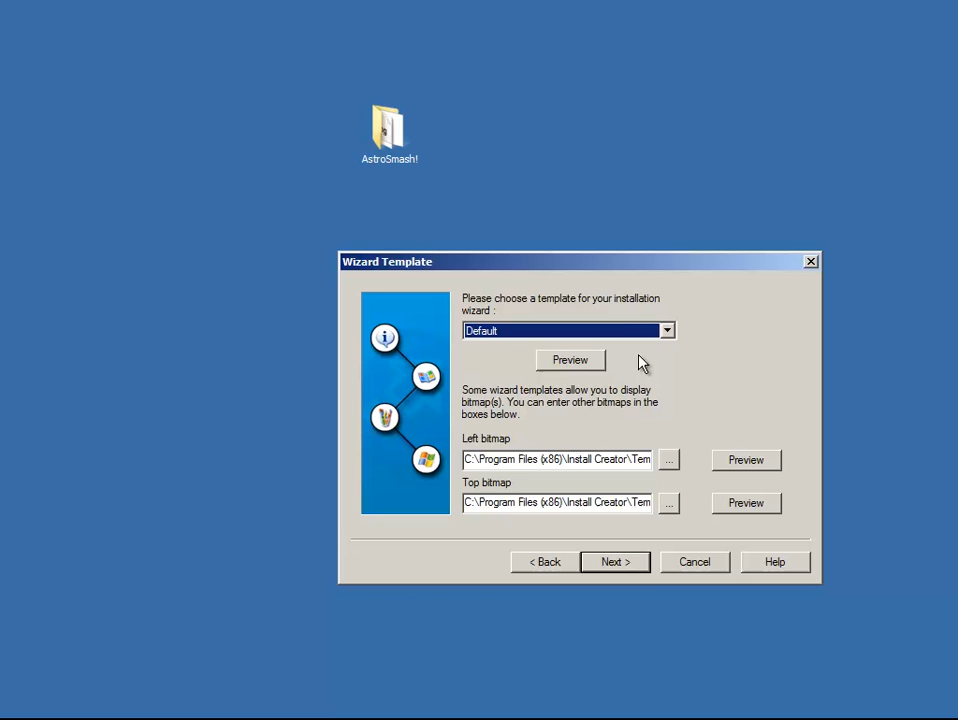 AstroSmash!
Wizard Template
Please choose a template for your installation
wizard :
Default
Preview
Some wizard templates allow you to display
bitmap(s). You can enter other bitmaps in the
boxes below.
Left bitmap
C:\Program Files (x86)\Install Creator\Tem
...
Preview
Top bitmap
C:\Program Files (x86)\Install Creator\Tem
...
Preview
< Back
Next >
Cancel
Help